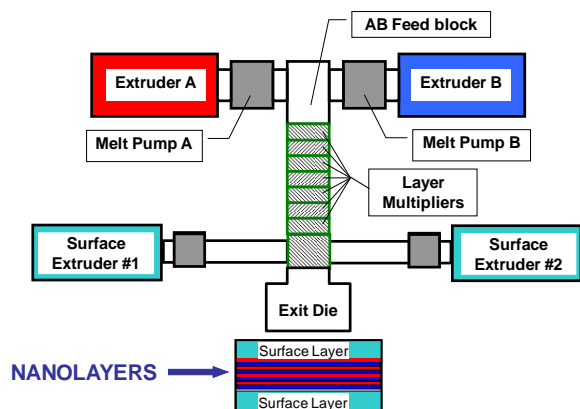 AB Feed block
Extruder A
Extruder B
Melt Pump A
Melt Pump B
Layer
Multipliers
Surface
Extruder #1
Surface
Extruder #2
Exit Die
Surface Layer
NANOLAYERS
Surface Layer